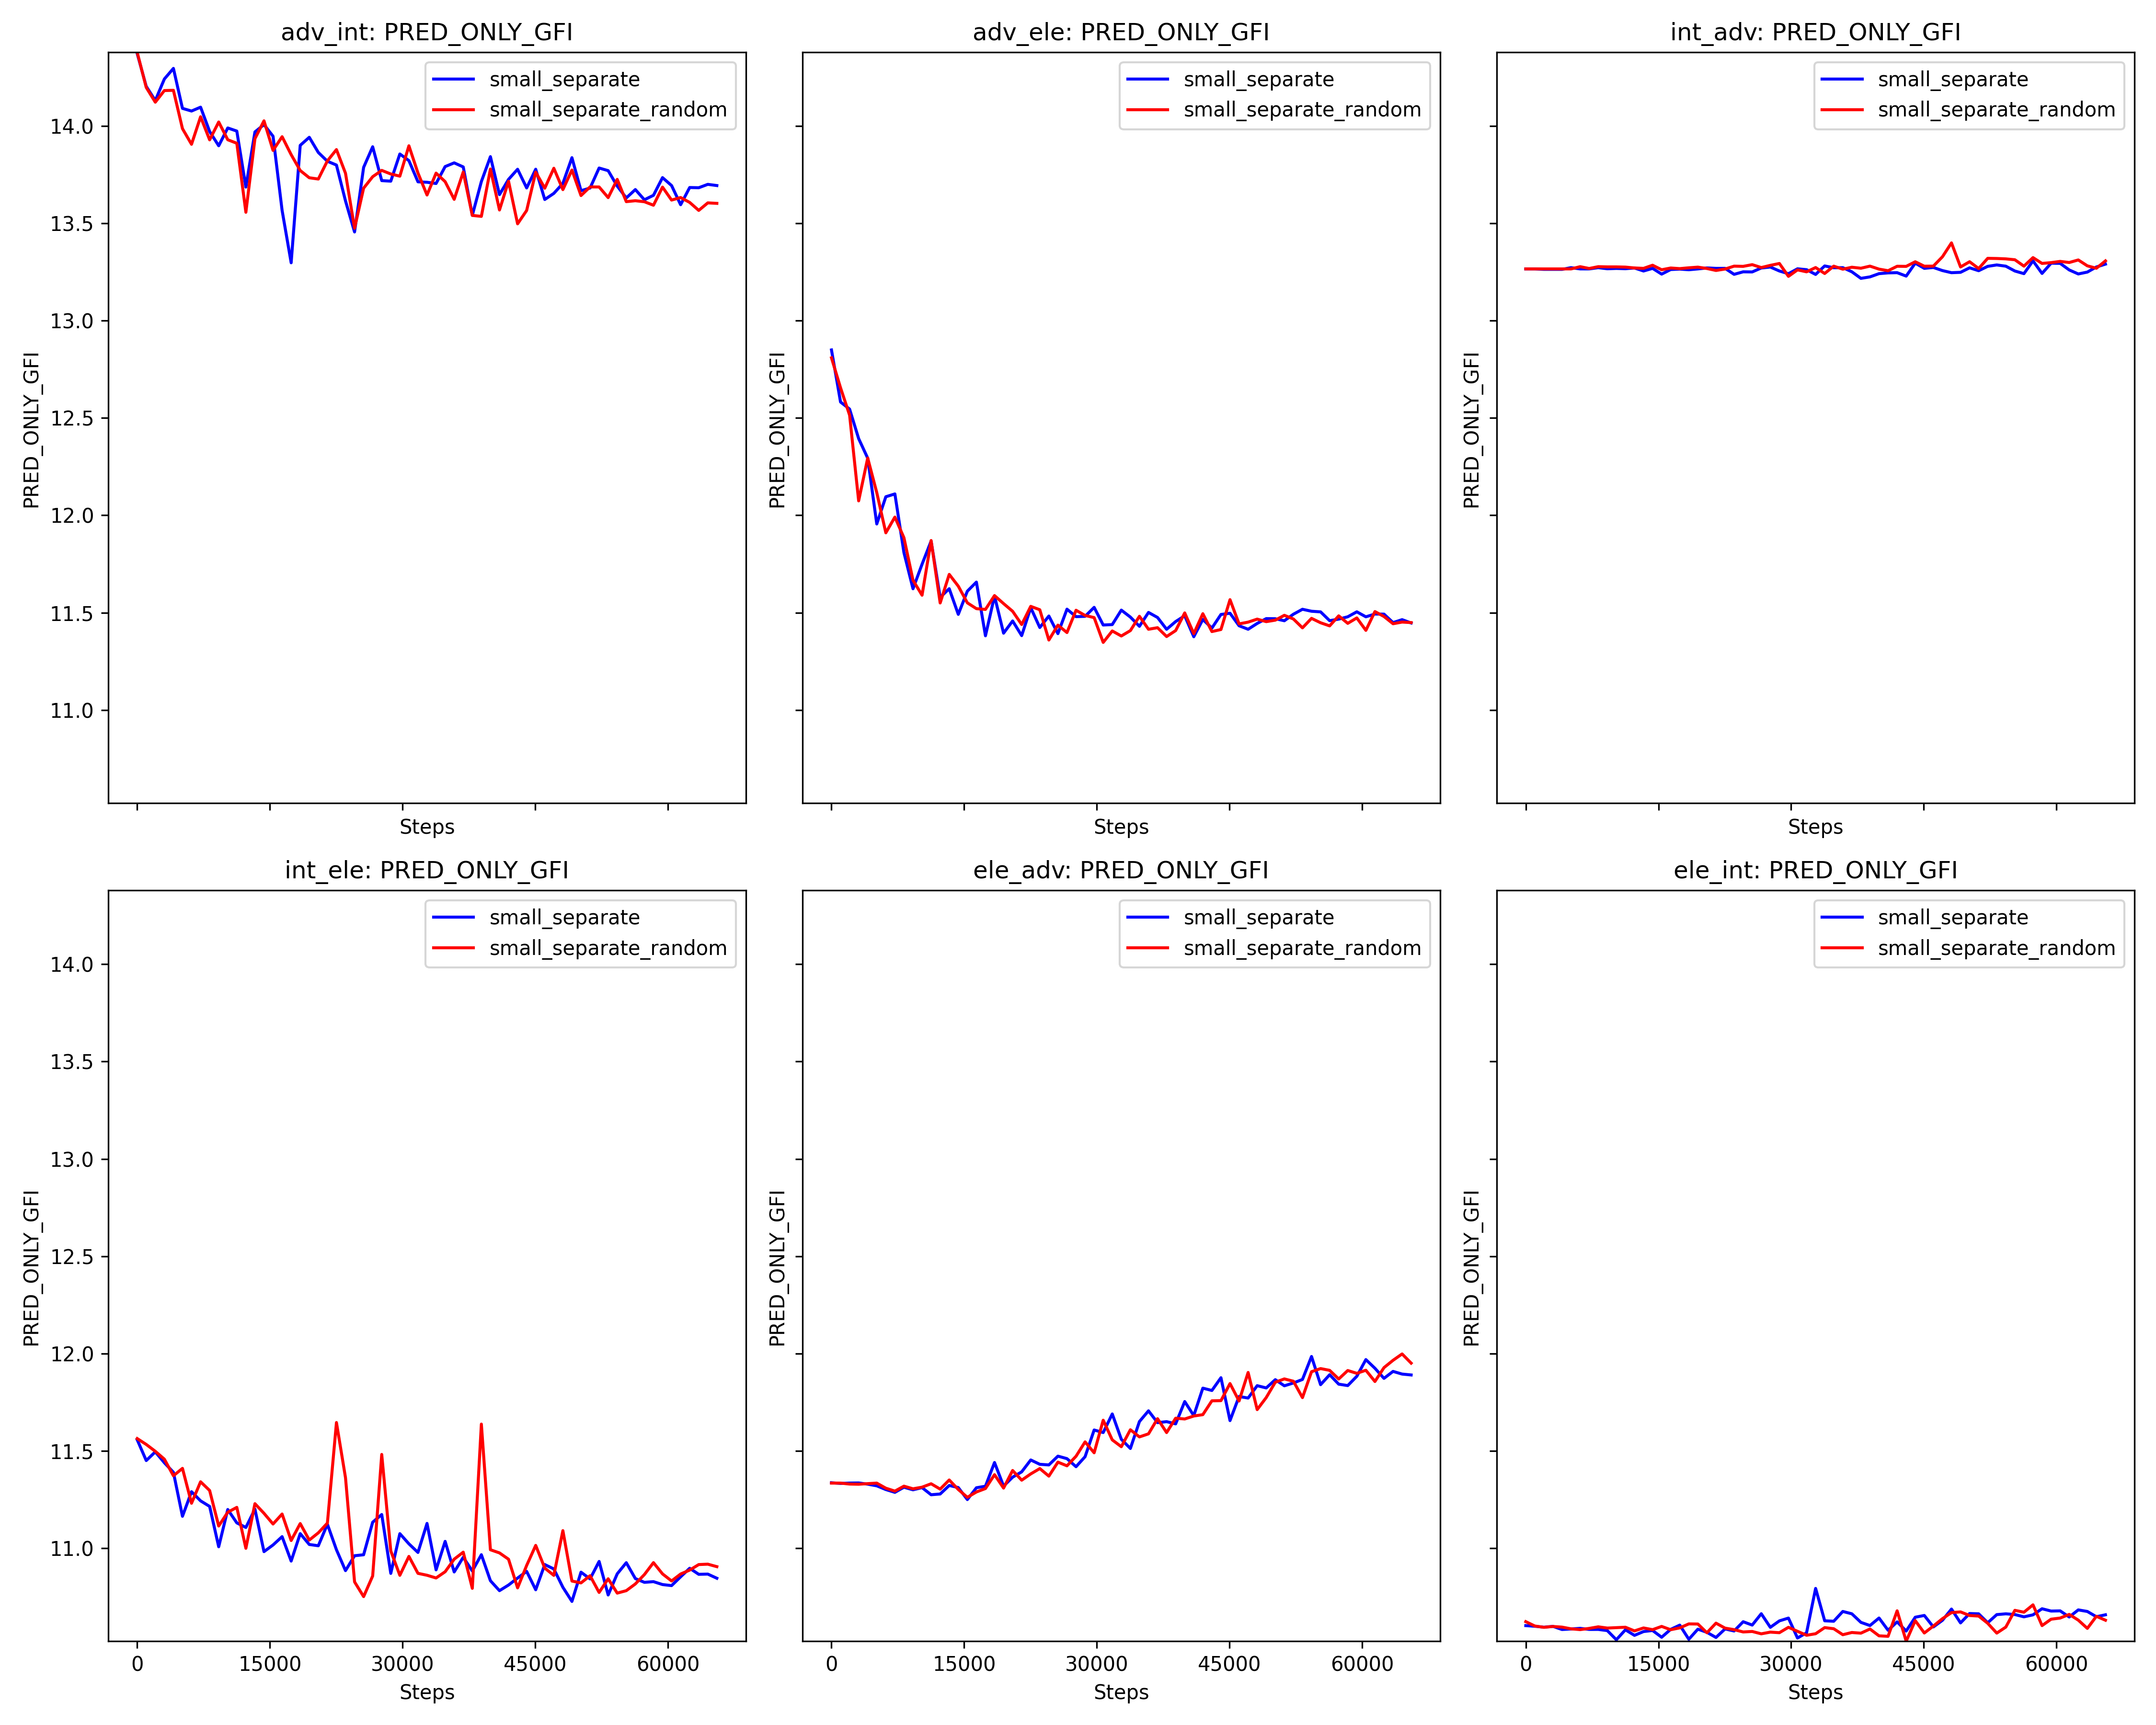 adv_int: PRED_ONLY_GFI
adv_ele: PRED_ONLY_GFI
int_adv: PRED_ONLY_GFI
small_separate
small_separate_random
small_separate
small_separate_random
small_separate
small_separate_random
14.0
13.5
13.0
12.5
12.0
11.5
11.0
PRED_ONLY_GFI
PRED_ONLY_GFI
PRED_ONLY_GFI
Steps
Steps
Steps
int_ele: PRED_ONLY_GFI
ele_adv: PRED_ONLY_GFI
ele_int: PRED_ONLY_GFI
small_separate
small_separate_random
small_separate
small_separate_random
small_separate
small_separate_random
14.0
13.5
13.0
12.5
12.0
11.5
11.0
PRED_ONLY_GFI
PRED_ONLY_GFI
PRED_ONLY_GFI
0 15000 30000 45000 60000
0 15000 30000 45000 60000
0 15000 30000 45000 60000
Steps
Steps
Steps